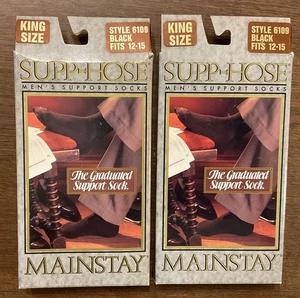 KING
SIZE
STYLE 6109
BLACK
FITS 12-15
SUPP-HOSE
MEN'S SUPPORT SOCKS
The Graduated
Support Sock.
MAINSTAY
KING
SIZE
STYLE 6109
BLACK
FITS 12-15
SUPP-HOSE
MEN'S SUPPORT SOCKS
The Graduated
Support Sock.
MAINSTAY